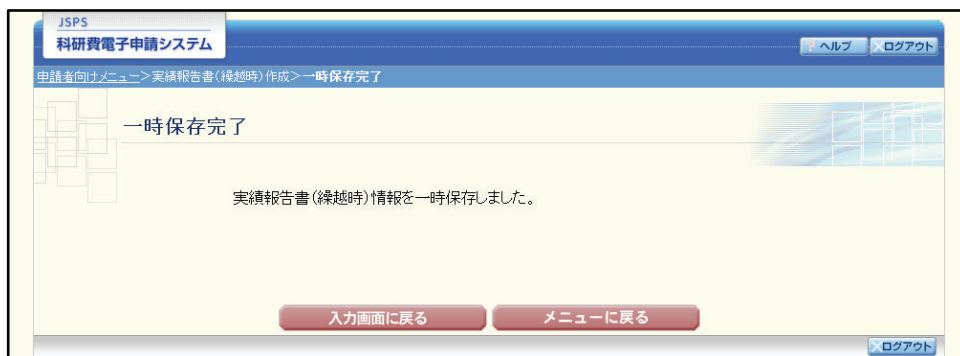 JSPS
科研費電子申請システム
? ヘルプ ×ログアウト
申請者向けメニュー>実績報告書(繰越時)作成>一時保存完了
一時保存完了
実績報告書(繰越時)情報を一時保存しました。
入力画面に戻る メニューに戻る
×ログアウト